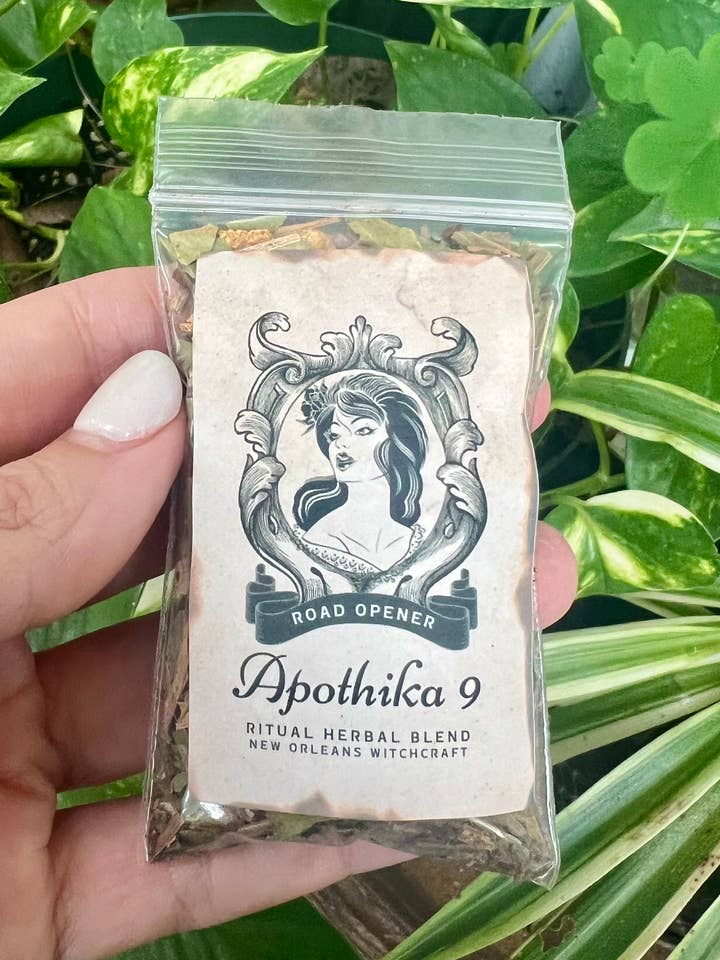 ROAD OPENER
Apothika 9
RITUAL HERBAL BLEND
NEW ORLEANS WITCHCRAFT